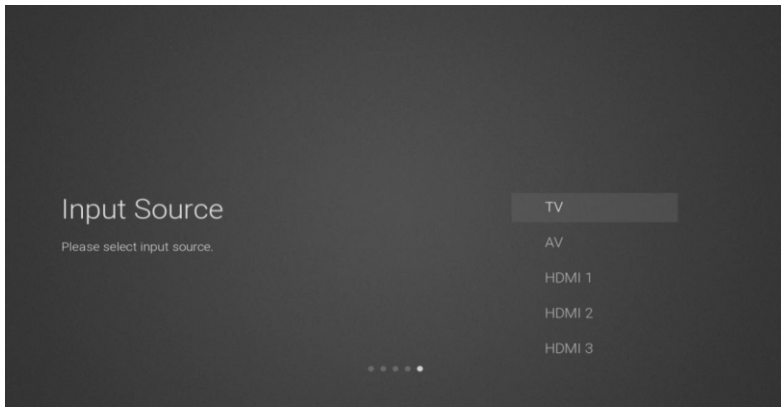 Input Source
Please select input source.
TV
AV
HDMI 1
HDMI 2
HDMI 3